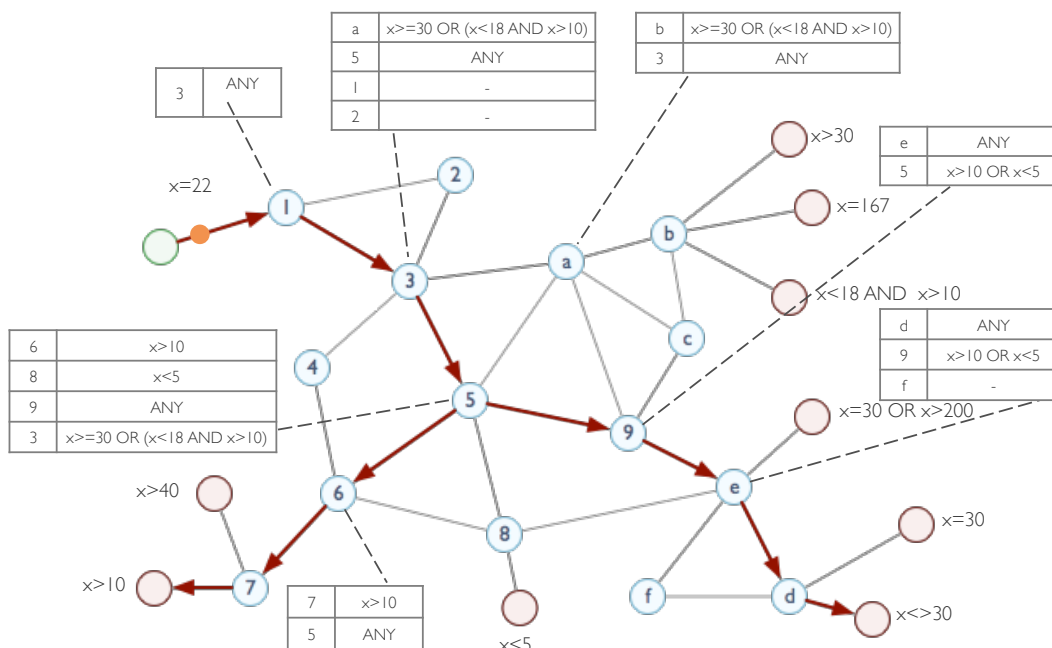 a x>=30 OR (x<18 AND x>10)
5 ANY
1 -
2 -
b x>=30 OR (x<18 AND x>10)
3 ANY
3 ANY
x=22
1
2
3
a
b
c
4
5
9
6
8
e
7
f
d
x>30
x=167
x<18 AND x>10
e ANY
5 x>10 OR x<5
d ANY
9 x>10 OR x<5
f -
6 x>10
8 x<5
9 ANY
3 x>=30 OR (x<18 AND x>10)
x=30 OR x>200
x>40
x>10
x=30
x<>30
7 x>10
5 ANY
x<5